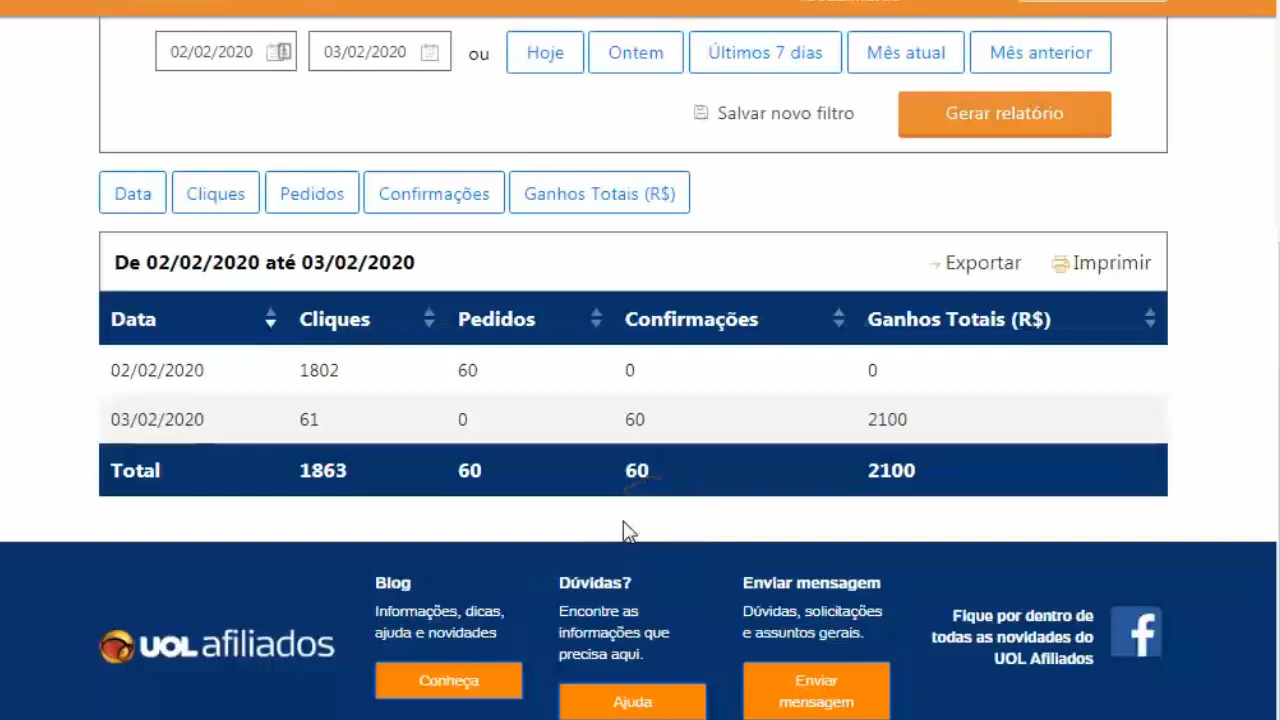 02/02/2020 03/02/2020 ou Hoje Ontem Últimos 7 dias Mês atual Mês anterior
Salvar novo filtro Gerar relatório
Data Cliques Pedidos Confirmações Ganhos Totais (R$)
De 02/02/2020 até 03/02/2020 Exportar Imprimir
Data Cliques Pedidos Confirmações Ganhos Totais (R$)
02/02/2020 1802 60 0 0
03/02/2020 61 0 60 2100
Total 1863 60 60 2100
UOL afiliados
Blog
Informações, dicas,
ajuda e novidades
Conheça
Dúvidas?
Encontre as
informações que
precisa aqui.
Ajuda
Enviar mensagem
Dúvidas, solicitações
e assuntos gerais.
Enviar
mensagem
Fique por dentro de
todas as novidades do
UOL Afiliados
f